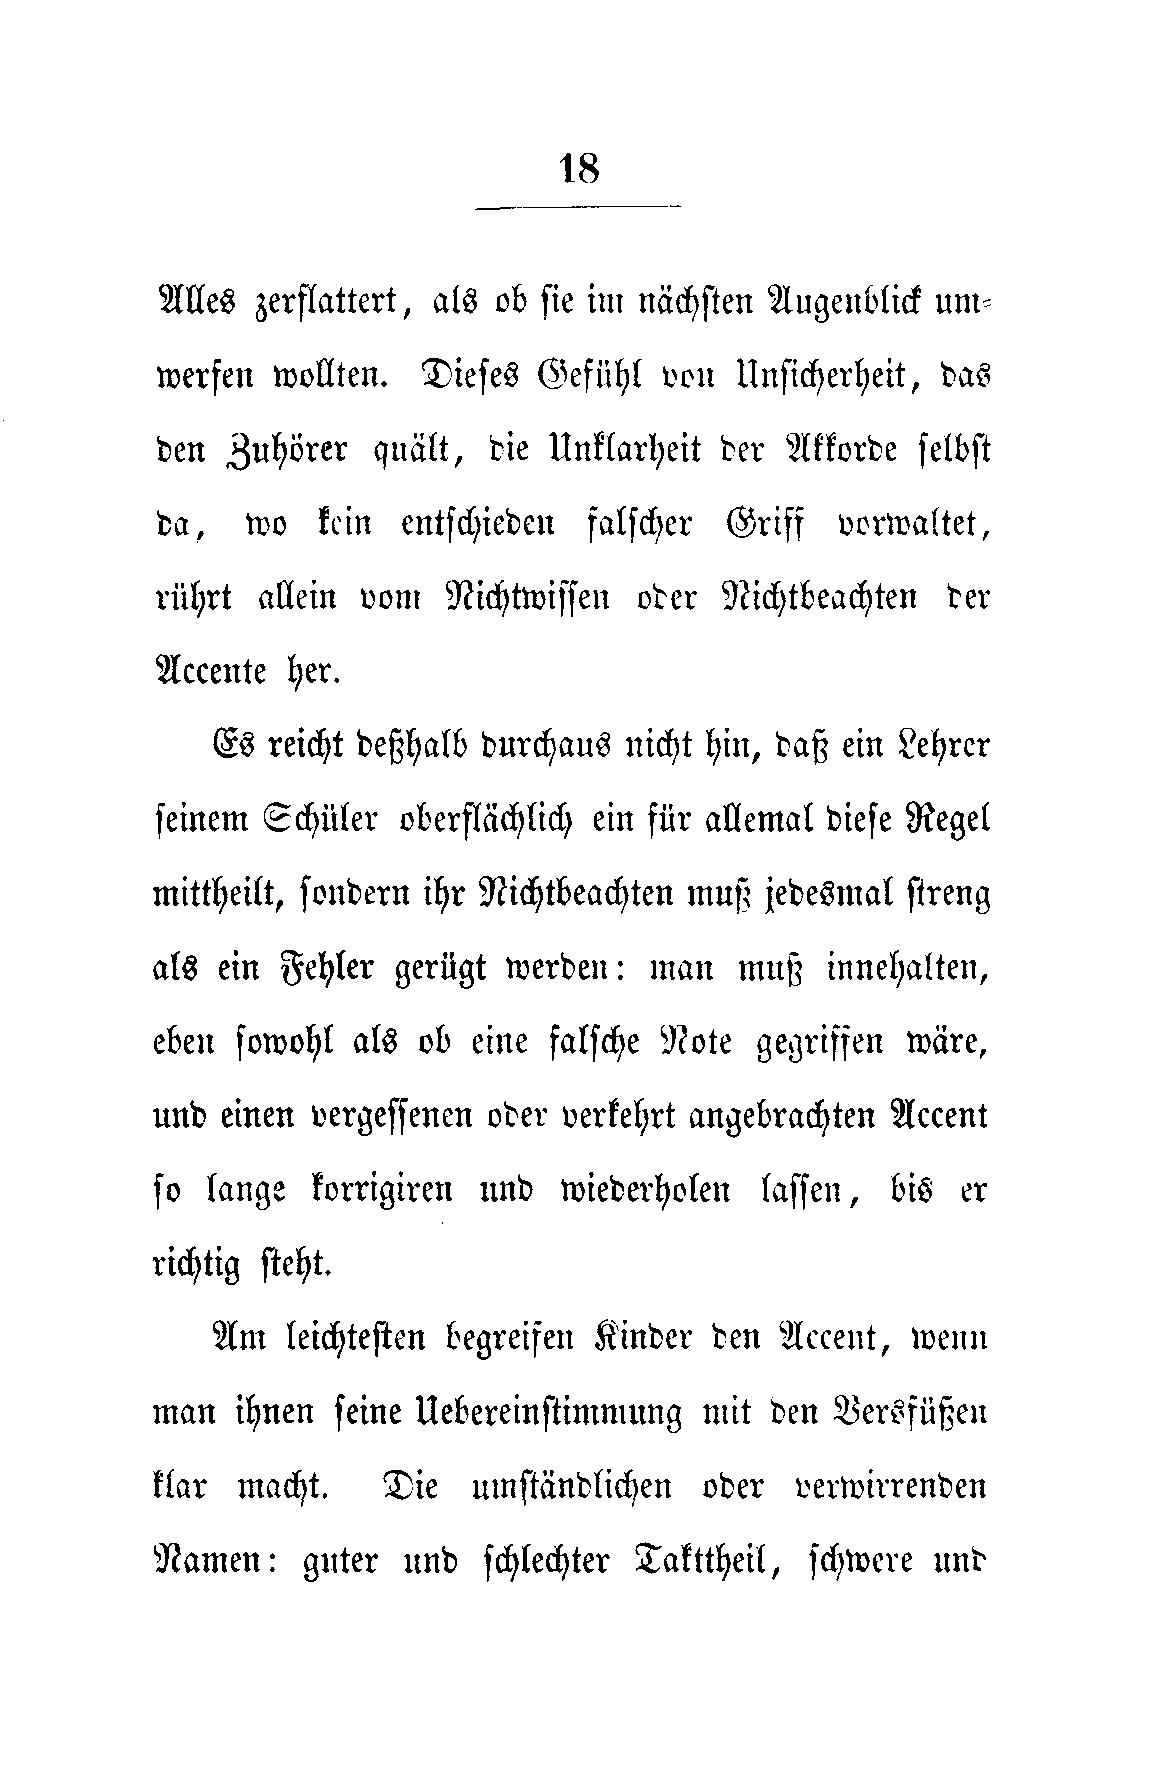 18
Alles zerflattert, als ob ſie im nächſten Augenblick um⸗
werfen wollten. Dieſes Gefühl von Unſicherheit, das
den Zuhörer quält, die Unklarheit der Akkorde ſelbſt
da, wo kein entſchieden falſcher Griff vorwaltet,
rührt allein vom Nichtwiſſen oder Nichtbeachten der
Accente her.
Es reicht deßhalb durchaus nicht hin, daß ein Lehrer
ſeinem Schüler oberflächlich ein für allemal dieſe Regel
mittheilt, ſondern ihr Nichtbeachten muß jedesmal ſtreng
als ein Fehler gerügt werden: man muß innehalten,
eben ſowohl als ob eine falſche Note gegriffen wäre,
und einen vergeſſenen oder verkehrt angebrachten Accent
ſo lange korrigiren und wiederholen laſſen, bis er
richtig ſteht.
Am leichteſten begreifen Kinder den Accent, wenn
man ihnen ſeine Uebereinſtimmung mit den Versfüßen
klar macht. Die umſtändlichen oder verwirrenden
Namen: guter und ſchlechter Takttheil, ſchwere und